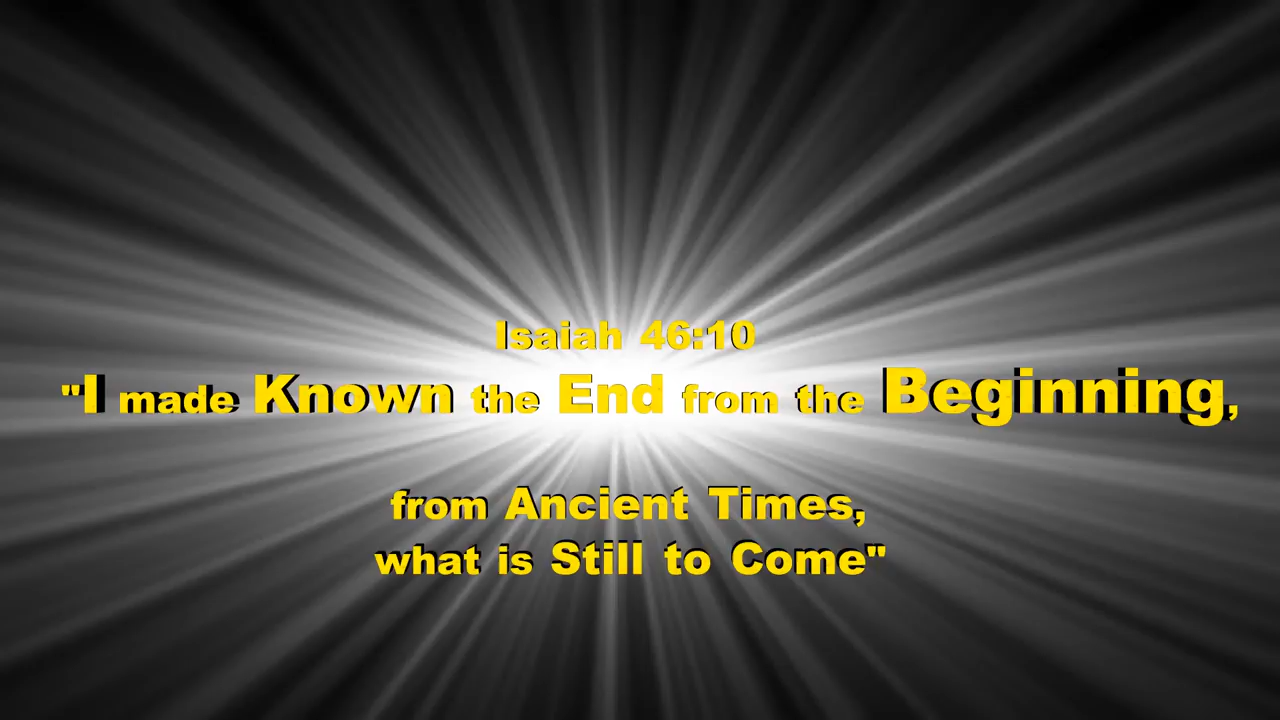 Isaiah 46:10
"I made Known the End from the Beginning,
from Ancient Times,
what is Still to Come"